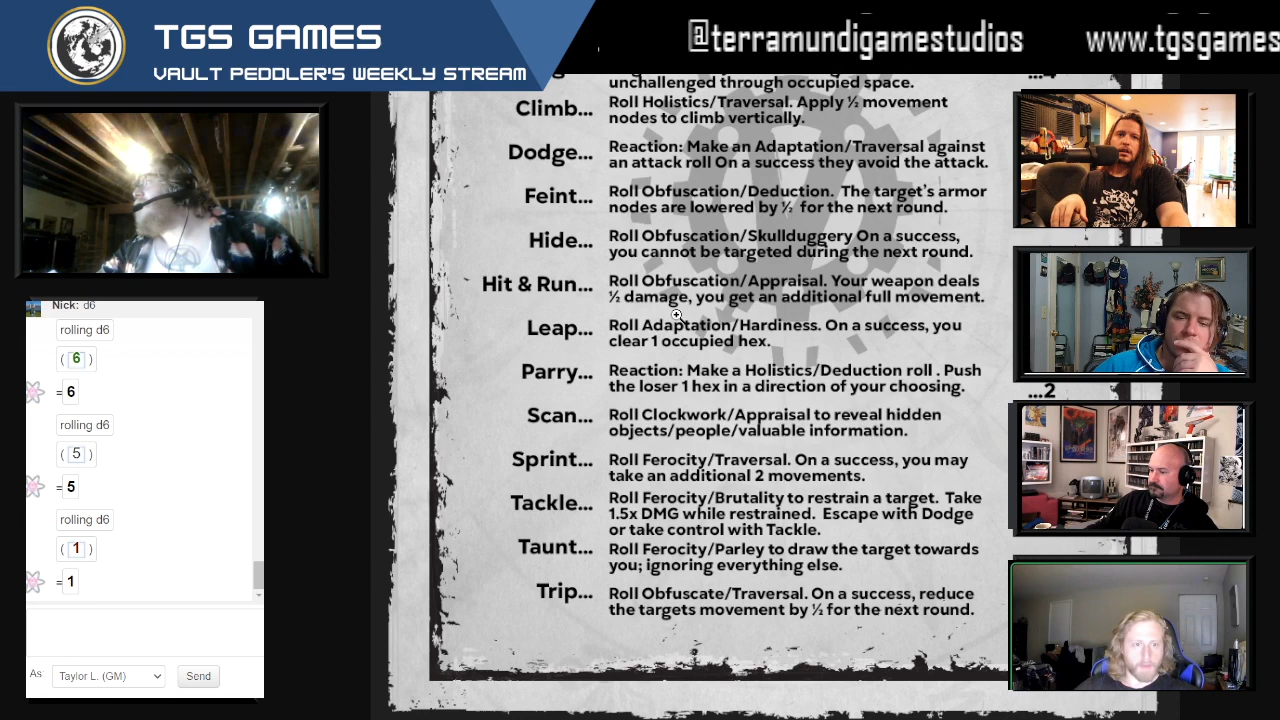 TGS GAMES
VAULT PEDDLER'S WEEKLY STREAM
@terramundigamestudios www.tgsgames
unchallenged through occupied space.
Climb... Roll Holistics/Traversal. Apply ½ movement
nodes to climb vertically.
Dodge... Reaction: Make an Adaptation/Traversal against
an attack roll On a success they avoid the attack.
Feint... Roll Obfuscation/Deduction. The target's armor
nodes are lowered by ½ for the next round.
Hide... Roll Obfuscation/Skullduggery On a success,
you cannot be targeted during the next round.
Hit & Run... Roll Obfuscation/Appraisal. Your weapon deals
½ damage, you get an additional full movement.
Leap... Roll Adaptation/Hardiness. On a success, you
clear 1 occupied hex.
Parry... Reaction: Make a Holistics/Deduction roll . Push
the loser 1 hex in a direction of your choosing.
...2
Scan... Roll Clockwork/Appraisal to reveal hidden
objects/people/valuable information.
Sprint... Roll Ferocity/Traversal. On a success, you may
take an additional 2 movements.
Tackle... Roll Ferocity/Brutality to restrain a target. Take
1.5x DMG while restrained. Escape with Dodge
or take control with Tackle.
Taunt... Roll Ferocity/Parley to draw the target towards
you; ignoring everything else.
Trip... Roll Obfuscate/Traversal. On a success, reduce
the targets movement by ½ for the next round.
Nick: d6
rolling d6
( 6 )
= 6
rolling d6
( 5 )
= 5
rolling d6
( 1 )
= 1
As: Taylor L. (GM) Send